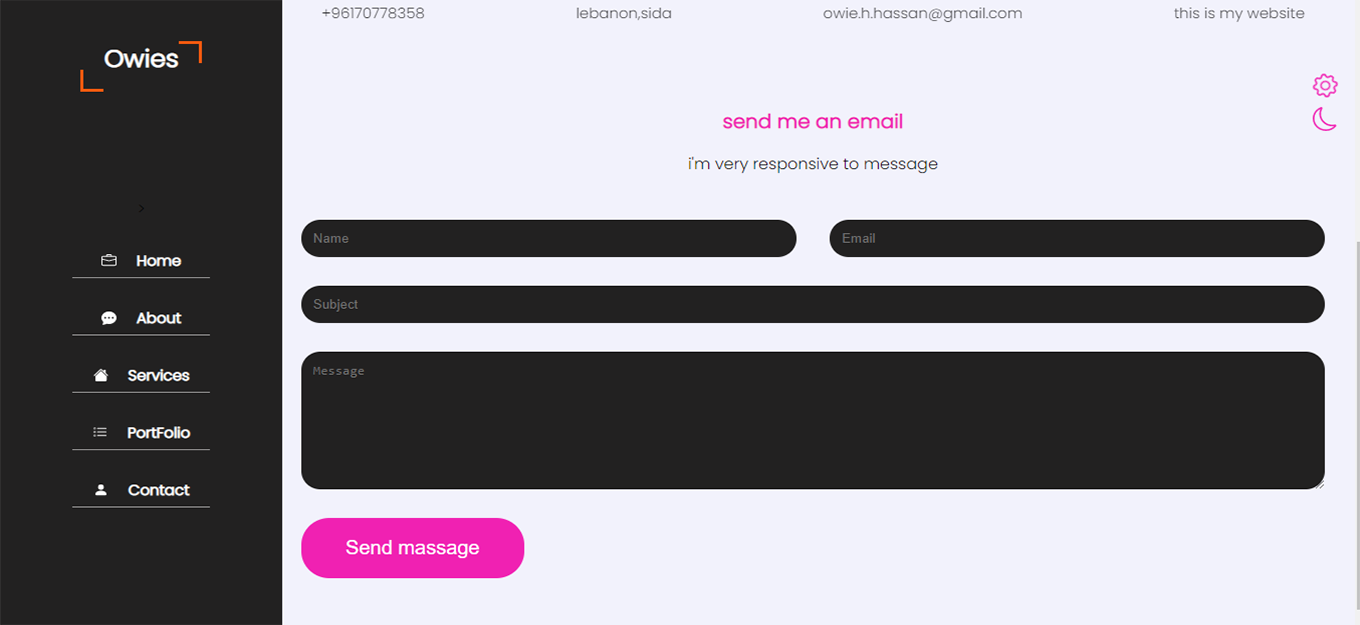 Owies
>
Home
About
Services
PortFolio
Contact
+96170778358
lebanon,sida
owie.h.hassan@gmail.com
this is my website
send me an email
i'm very responsive to message
Name
Email
Subject
Message
Send massage